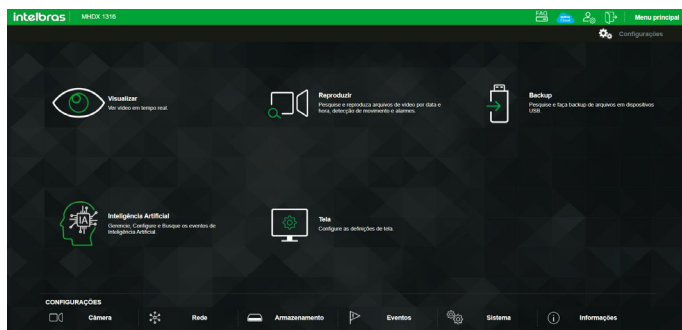 intelbras MHDX 1316 FAQ Menu principal
Configurações
Visualizar
Ver vídeo em tempo real.
Reproduzir
Pesquise e reproduza arquivos de vídeo por data e
hora, detecção de movimento e alarmes.
Backup
Pesquise e faça backup de arquivos em dispositivos
USB.
IA
Inteligência Artificial
Gerencie, Configure e Busque os eventos de
Inteligência Artificial.
Tela
Configure as definições de tela.
CONFIGURAÇÕES
Câmera Rede Armazenamento Eventos Sistema Informações